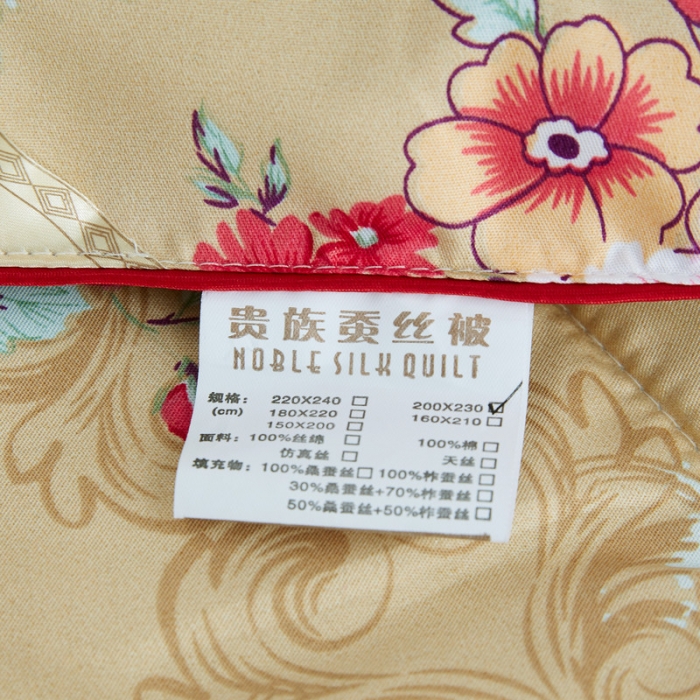 贵族蚕丝被
NOBLE SILK QUILT
规格: 220X240 □ 200X230 ☑
(cm) 180X220 □ 160X210 □
150X200 □
面料: 100%丝绵 □ 100%棉 □
仿真丝 □ 天丝 □
填充物: 100%桑蚕丝 □ 100%柞蚕丝 □
30%桑蚕丝+70%柞蚕丝 □
50%桑蚕丝+50%柞蚕丝 □